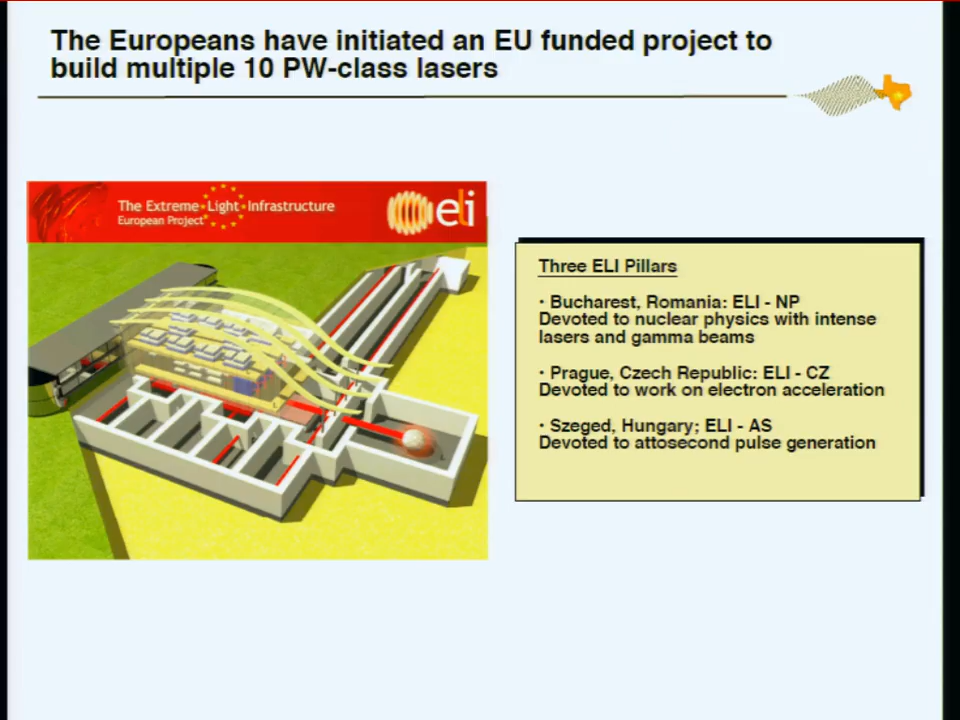 The Europeans have initiated an EU funded project to
build multiple 10 PW-class lasers
The Extreme Light Infrastructure
European Project
eli
Three ELI Pillars
• Bucharest, Romania: ELI - NP
Devoted to nuclear physics with intense
lasers and gamma beams
• Prague, Czech Republic: ELI - CZ
Devoted to work on electron acceleration
• Szeged, Hungary; ELI - AS
Devoted to attosecond pulse generation